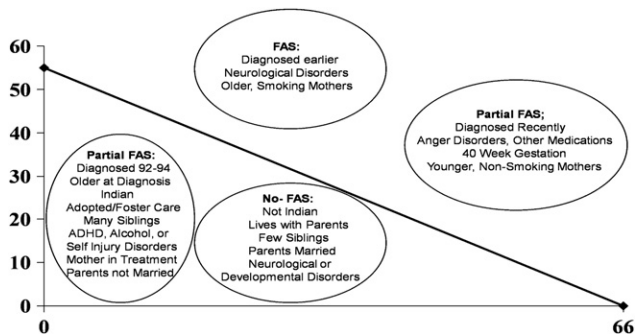 60
50
40
30
20
10
0
0
66
FAS:
Diagnosed earlier
Neurological Disorders
Older, Smoking Mothers
Partial FAS;
Diagnosed Recently
Anger Disorders, Other Medications
40 Week Gestation
Younger, Non-Smoking Mothers
Partial FAS:
Diagnosed 92-94
Older at Diagnosis
Indian
Adopted/Foster Care
Many Siblings
ADHD, Alcohol, or
Self Injury Disorders
Mother in Treatment
Parents not Married
No- FAS:
Not Indian
Lives with Parents
Few Siblings
Parents Married
Neurological or
Developmental Disorders